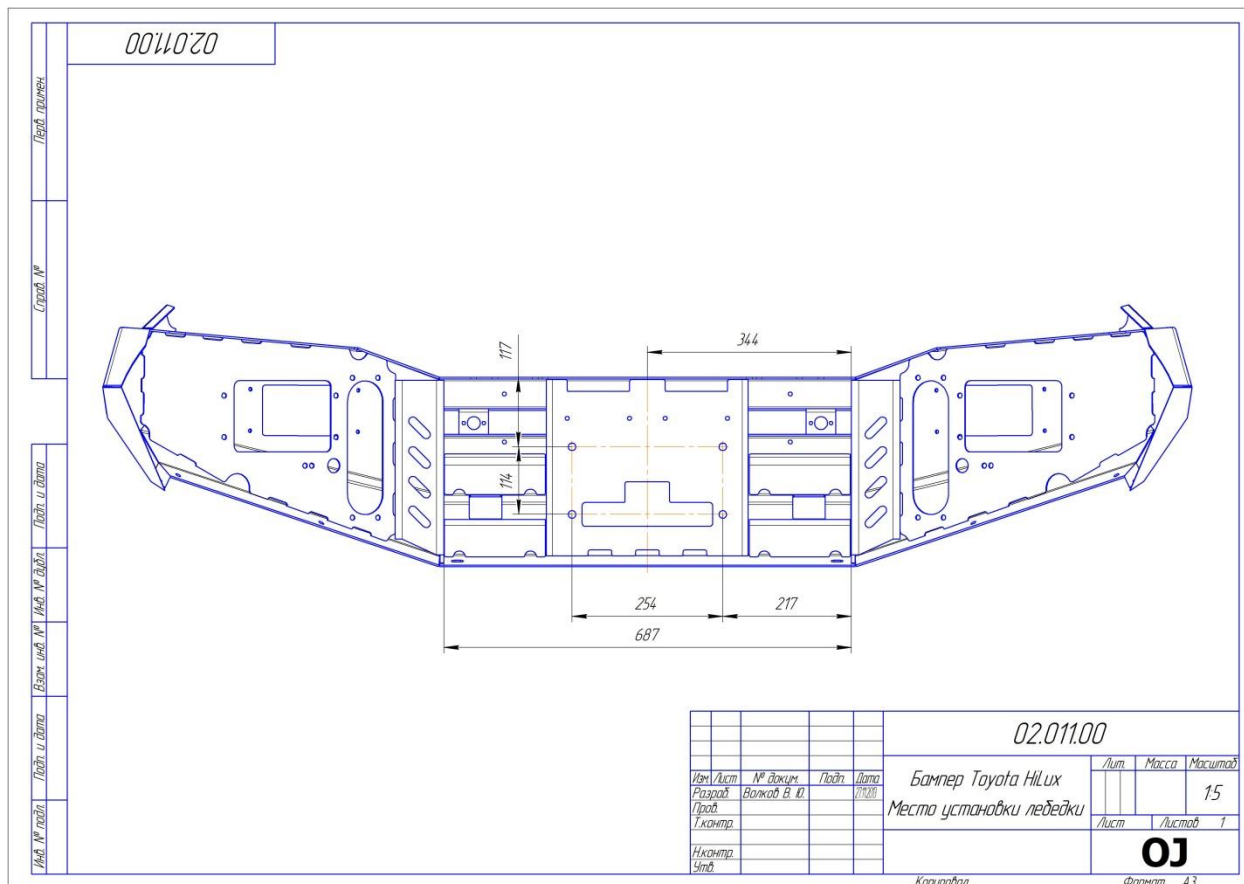 02.011.00
Перв. примен.
Справ. №
Подп. и дата
Инв. № дубл.
Взам. инв. №
Подп. и дата
Инв. № подл.
344
117
114
254
217
687
02.011.00
Изм. Лист № докум. Подп. Дата
Разраб. Волков В. Ю.
Пров.
Т.контр.
Н.контр.
Утв.
Бампер Toyota HiLux
Место установки лебедки
Лит. Масса Масштаб
1:5
Лист Листов 1
OJ
Копировал Формат А3